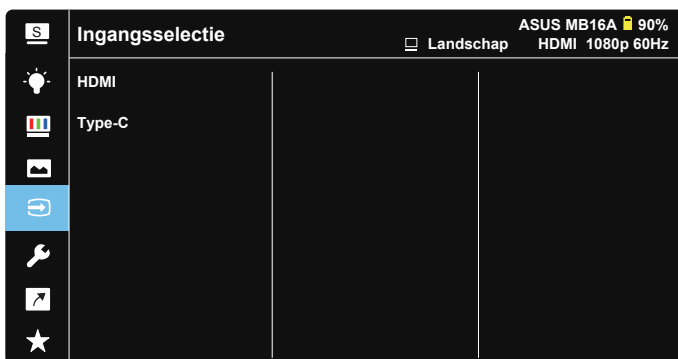 S
Ingangsselectie
ASUS MB16A 90%
Landschap HDMI 1080p 60Hz
HDMI
Type-C